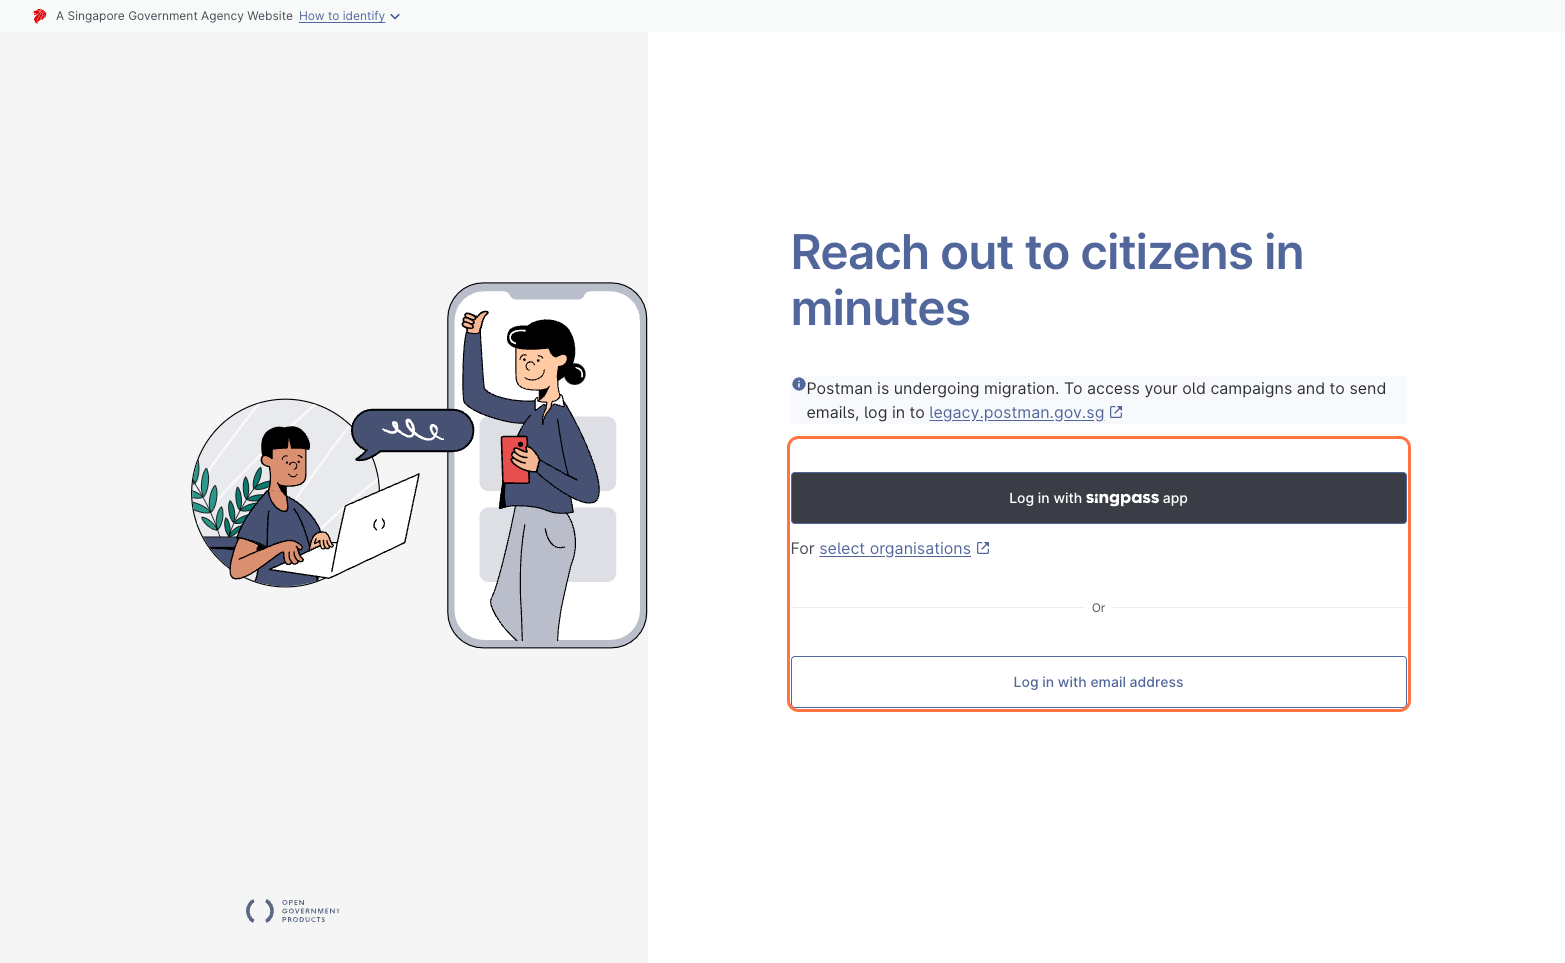 A Singapore Government Agency Website How to identify
Reach out to citizens in
minutes
Postman is undergoing migration. To access your old campaigns and to send
emails, log in to legacy.postman.gov.sg
Log in with singpass app
For select organisations
Or
Log in with email address
OPEN
GOVERNMENT
PRODUCTS